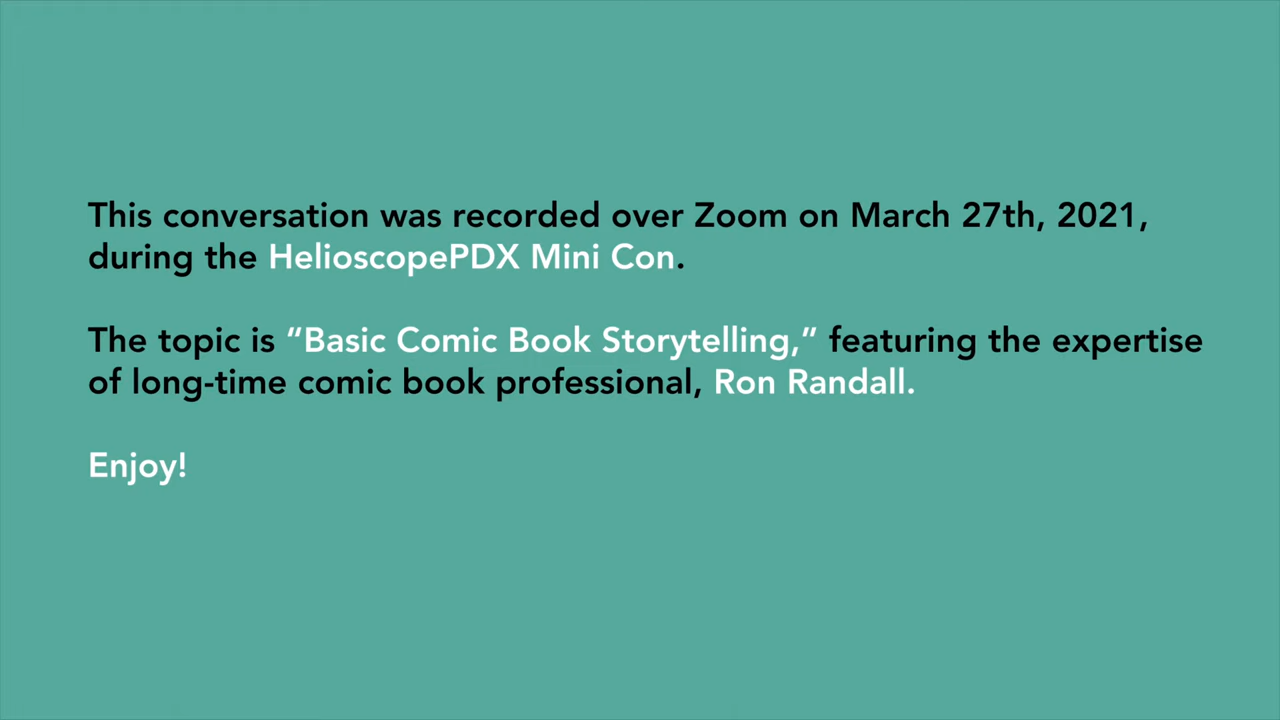 This conversation was recorded over Zoom on March 27th, 2021,
during the HelioscopePDX Mini Con.
The topic is “Basic Comic Book Storytelling,” featuring the expertise
of long-time comic book professional, Ron Randall.
Enjoy!